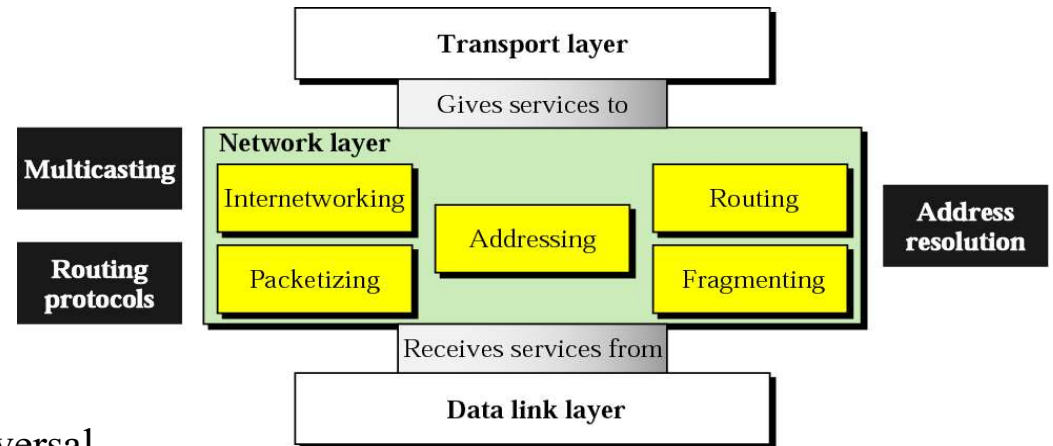 Transport layer
Gives services to
Multicasting
Routing
protocols
Network layer
Internetworking
Packetizing
Addressing
Routing
Fragmenting
Address
resolution
Receives services from
Data link layer